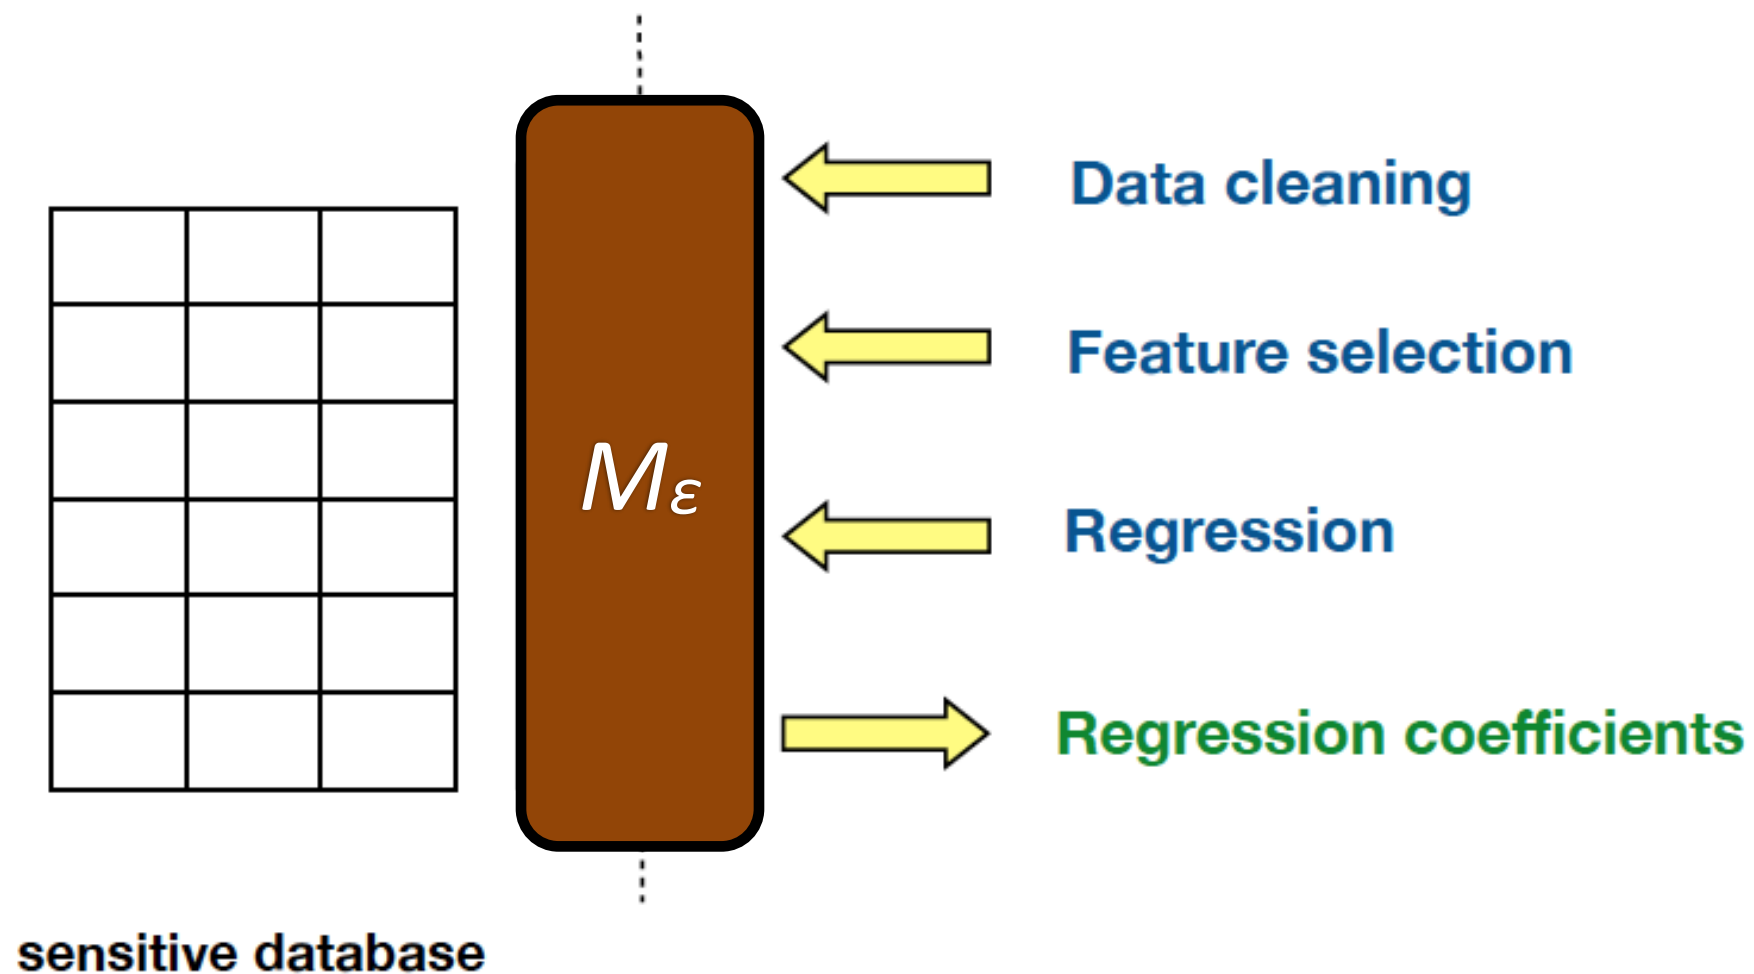 Data cleaning
Feature selection
Mε
Regression
Regression coefficients
sensitive database